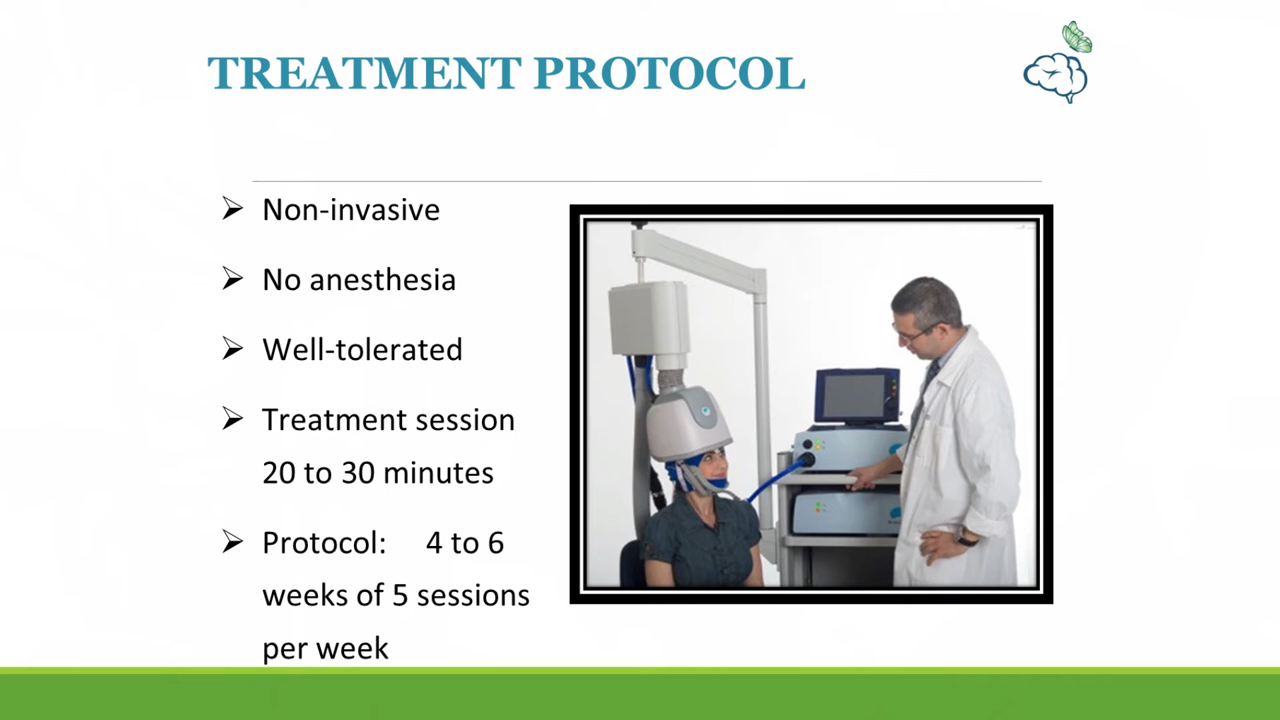 TREATMENT PROTOCOL
Non-invasive
No anesthesia
Well-tolerated
Treatment session
20 to 30 minutes
Protocol: 4 to 6
weeks of 5 sessions
per week